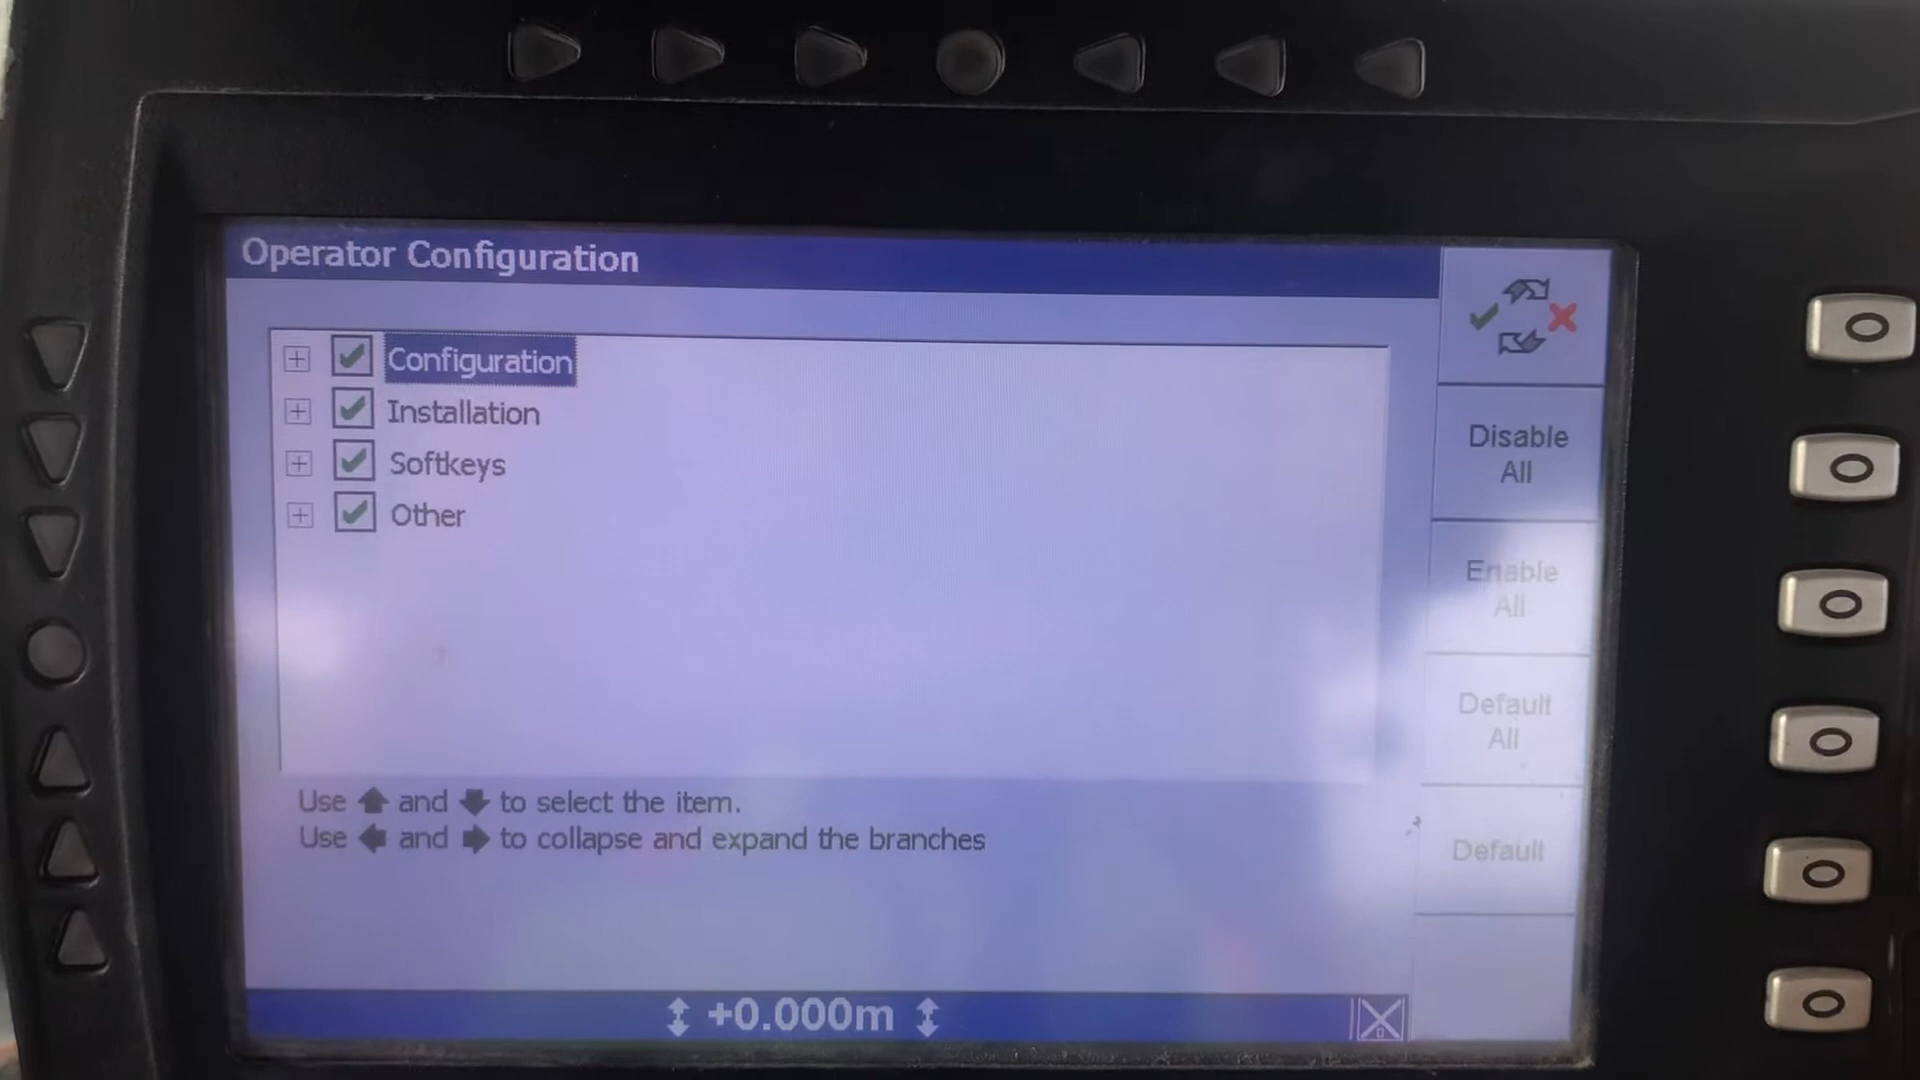 Operator Configuration
Configuration
Installation
Softkeys
Other
Use and to select the item.
Use and to collapse and expand the branches
Disable
All
Enable
All
Default
All
Default
+0.000m